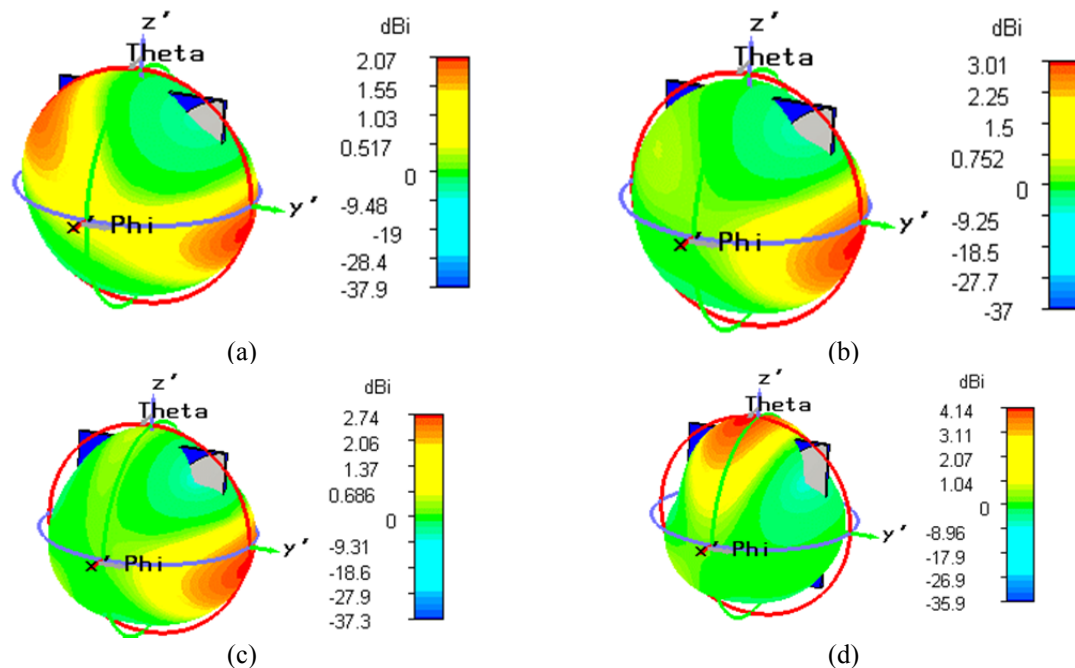 z'
dBi
Theta
2.07
1.55
1.03
0.517
0
-9.48
-19
-28.4
-37.9
y'
x' Phi
(a)
z'
dBi
Theta
3.01
2.25
1.5
0.752
0
-9.25
-18.5
-27.7
-37
y'
x' Phi
(b)
z'
dBi
Theta
2.74
2.06
1.37
0.686
0
-9.31
-18.6
-27.9
-37.3
y'
x' Phi
(c)
z'
dBi
Theta
4.14
3.11
2.07
1.04
0
-8.96
-17.9
-26.9
-35.9
y'
x' Phi
(d)